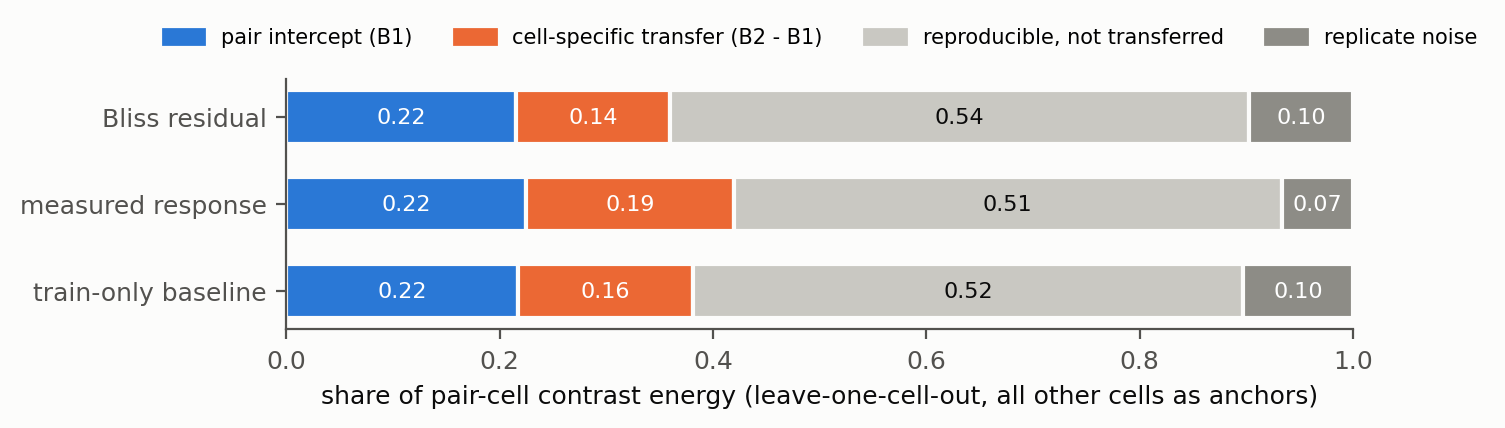 pair intercept (B1) cell-specific transfer (B2 - B1) reproducible, not transferred replicate noise
Bliss residual 0.22 0.14 0.54 0.10
measured response 0.22 0.19 0.51 0.07
train-only baseline 0.22 0.16 0.52 0.10
0.0 0.2 0.4 0.6 0.8 1.0
share of pair-cell contrast energy (leave-one-cell-out, all other cells as anchors)